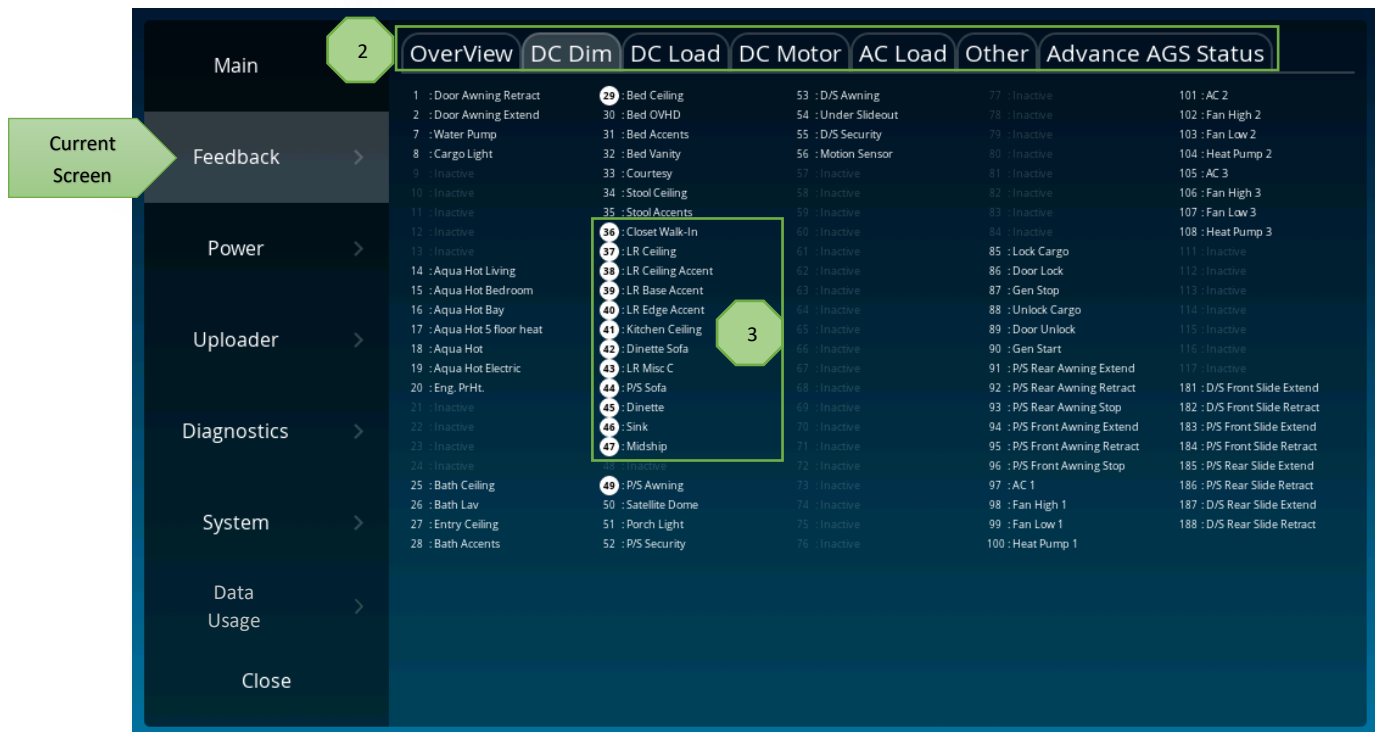 Main
Feedback
Power
Uploader
Diagnostics
System
Data
Usage
Close
Current
Screen
2
OverView DC Dim DC Load DC Motor AC Load Other Advance AGS Status
1 : Door Awning Retract
2 : Door Awning Extend
7 : Water Pump
8 : Cargo Light
9 : Inactive
10 : Inactive
11 : Inactive
12 : Inactive
13 : Inactive
14 : Aqua Hot Living
15 : Aqua Hot Bedroom
16 : Aqua Hot Bay
17 : Aqua Hot 5 floor heat
18 : Aqua Hot
19 : Aqua Hot Electric
20 : Eng. PrHt.
21 : Inactive
22 : Inactive
23 : Inactive
24 : Inactive
25 : Bath Ceiling
26 : Bath Lav
27 : Entry Ceiling
28 : Bath Accents
29 : Bed Ceiling
30 : Bed OVHD
31 : Bed Accents
32 : Bed Vanity
33 : Courtesy
34 : Stool Ceiling
35 : Stool Accents
36 : Closet Walk-In
37 : LR Ceiling
38 : LR Ceiling Accent
39 : LR Base Accent
40 : LR Edge Accent
41 : Kitchen Ceiling
42 : Dinette Sofa
43 : LR Misc C
44 : P/S Sofa
45 : Dinette
46 : Sink
47 : Midship
48 : Inactive
49 : P/S Awning
50 : Satellite Dome
51 : Porch Light
52 : P/S Security
3
53 : D/S Awning
54 : Under Slideout
55 : D/S Security
56 : Motion Sensor
57 : Inactive
58 : Inactive
59 : Inactive
60 : Inactive
61 : Inactive
62 : Inactive
63 : Inactive
64 : Inactive
65 : Inactive
66 : Inactive
67 : Inactive
68 : Inactive
69 : Inactive
70 : Inactive
71 : Inactive
72 : Inactive
73 : Inactive
74 : Inactive
75 : Inactive
76 : Inactive
77 : Inactive
78 : Inactive
79 : Inactive
80 : Inactive
81 : Inactive
82 : Inactive
83 : Inactive
84 : Inactive
85 : Lock Cargo
86 : Door Lock
87 : Gen Stop
88 : Unlock Cargo
89 : Door Unlock
90 : Gen Start
91 : P/S Rear Awning Extend
92 : P/S Rear Awning Retract
93 : P/S Rear Awning Stop
94 : P/S Front Awning Extend
95 : P/S Front Awning Retract
96 : P/S Front Awning Stop
97 : AC 1
98 : Fan High 1
99 : Fan Low 1
100 : Heat Pump 1
101 : AC 2
102 : Fan High 2
103 : Fan Low 2
104 : Heat Pump 2
105 : AC 3
106 : Fan High 3
107 : Fan Low 3
108 : Heat Pump 3
111 : Inactive
112 : Inactive
113 : Inactive
114 : Inactive
115 : Inactive
116 : Inactive
117 : Inactive
181 : D/S Front Slide Extend
182 : D/S Front Slide Retract
183 : P/S Front Slide Extend
184 : P/S Front Slide Retract
185 : P/S Rear Slide Extend
186 : P/S Rear Slide Retract
187 : D/S Rear Slide Extend
188 : D/S Rear Slide Retract